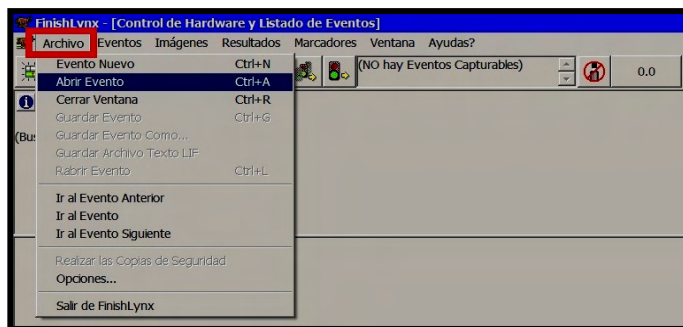 FinishLynx - [Control de Hardware y Listado de Eventos]
Archivo Eventos Imágenes Resultados Marcadores Ventana Ayudas?
Evento Nuevo Ctrl+N
(NO hay Eventos Capturables)
0.0
Abrir Evento Ctrl+A
Cerrar Ventana Ctrl+R
Guardar Evento Ctrl+G
(Bus
Guardar Evento Como...
Guardar Archivo Texto LIF
Rabrir Evento Ctrl+L
Ir al Evento Anterior
Ir al Evento
Ir al Evento Siguiente
Realizar las Copias de Seguridad
Opciones...
Salir de FinishLynx